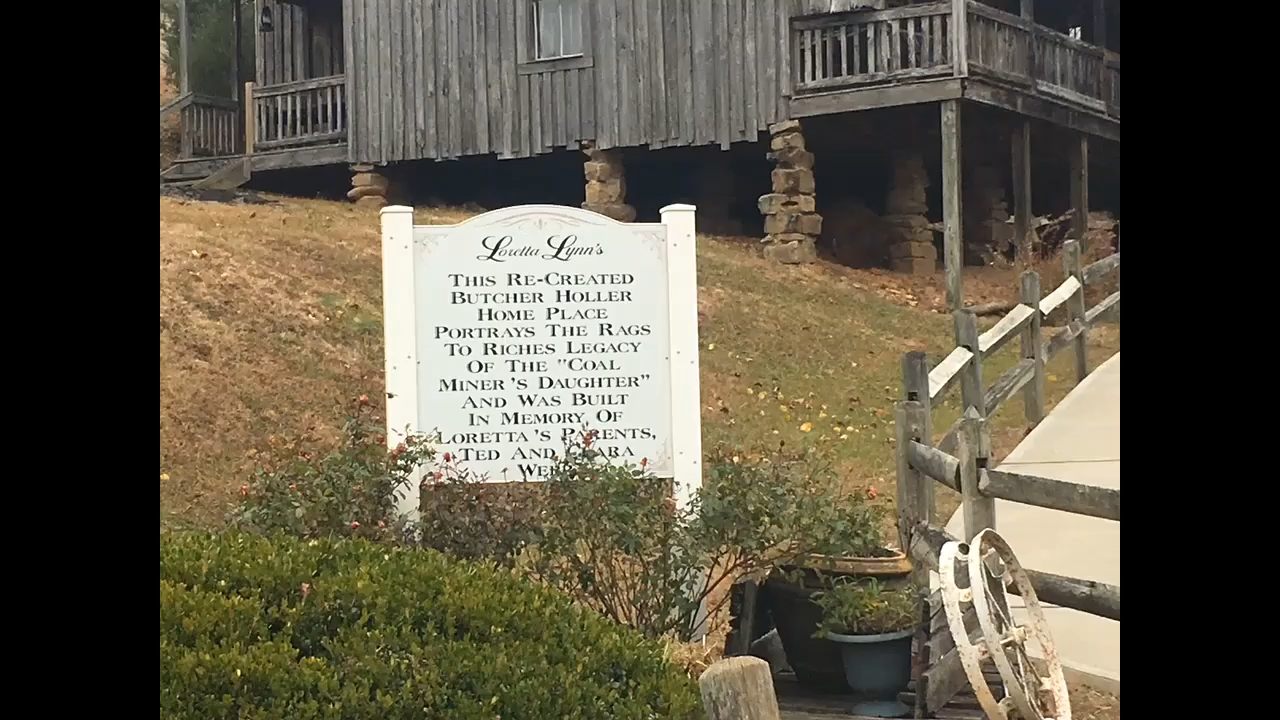 Loretta Lynn's
THIS RE-CREATED
BUTCHER HOLLER
HOME PLACE
PORTRAYS THE RAGS
TO RICHES LEGACY
OF THE "COAL
MINER'S DAUGHTER"
AND WAS BUILT
IN MEMORY OF
LORETTA'S PARENTS,
TED AND CLARA